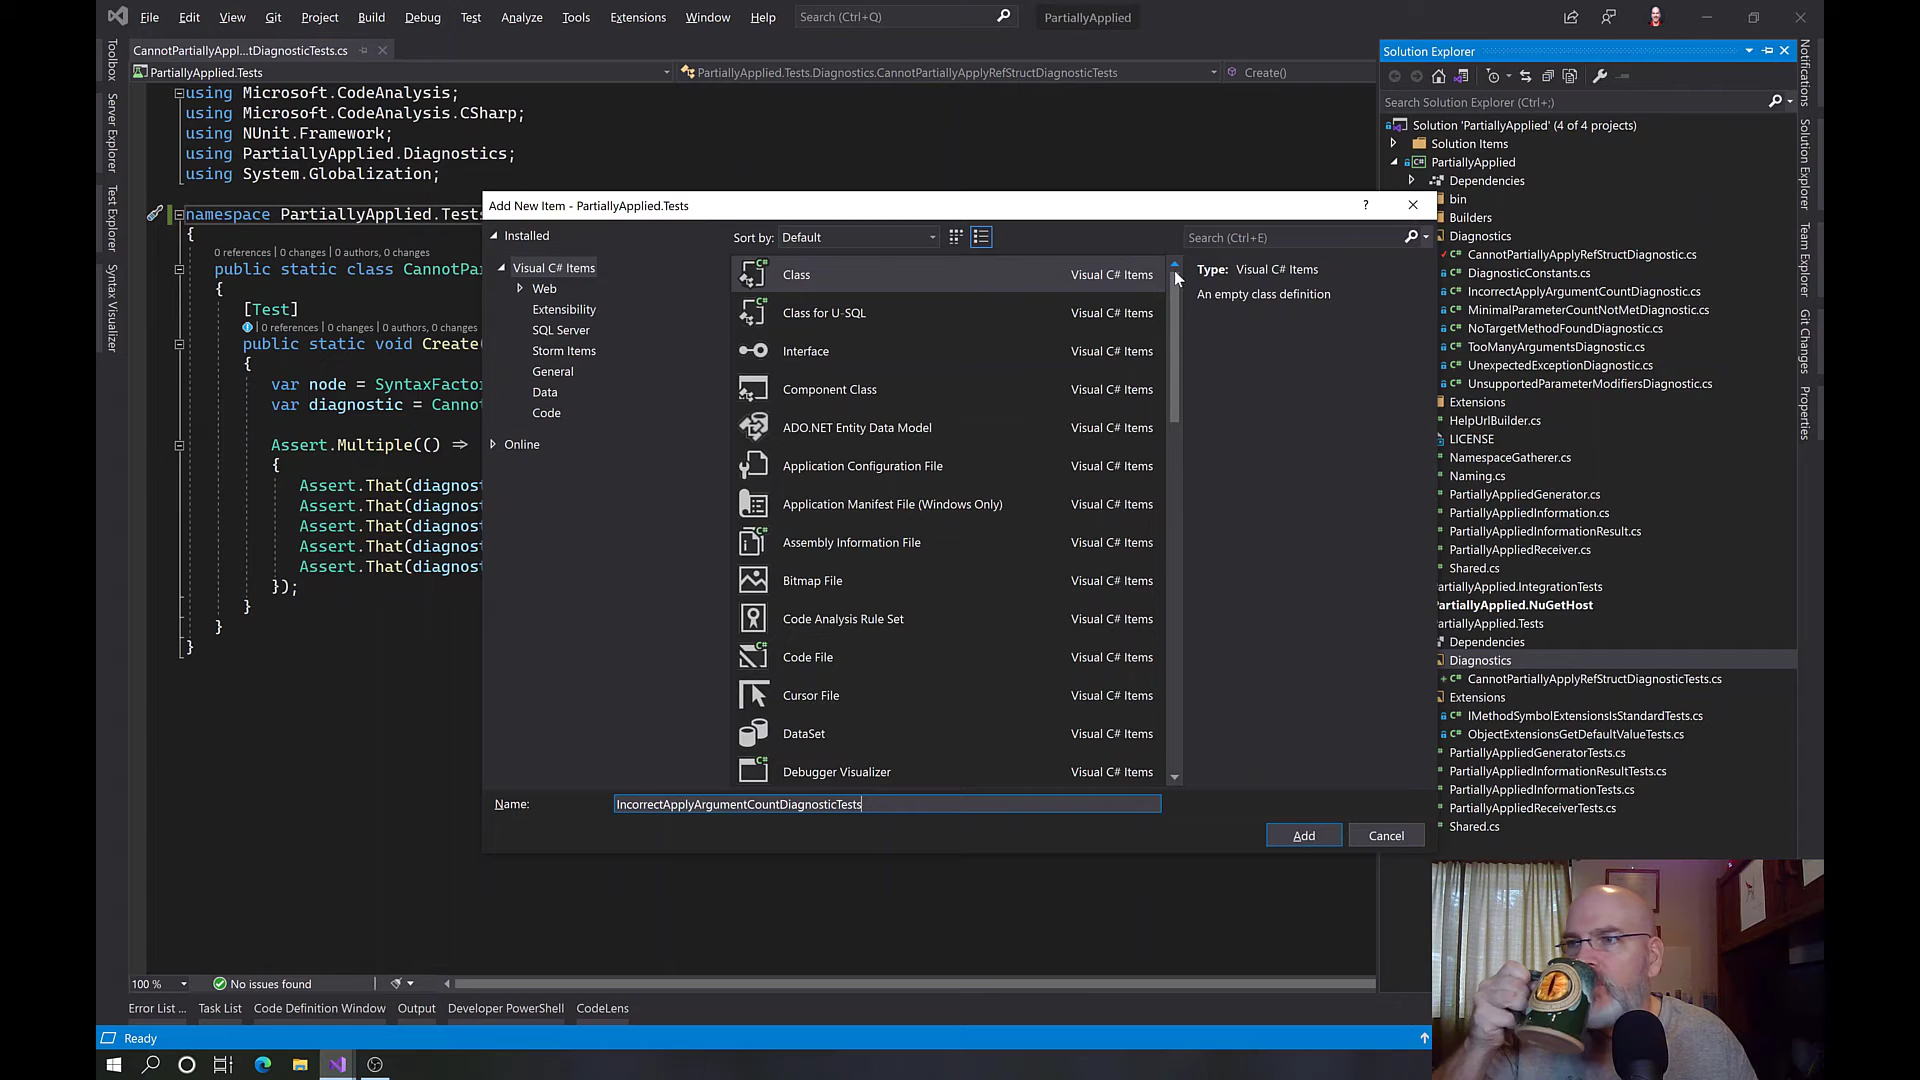 File Edit View Git Project Build Debug Test Analyze Tools Extensions Window Help Search (Ctrl+Q) PartiallyApplied
CannotPartiallyAppl...tDiagnosticTests.cs
PartiallyApplied.Tests PartiallyApplied.Tests.Diagnostics.CannotPartiallyApplyRefStructDiagnosticTests Create()
Toolbox
Server Explorer
Test Explorer
Syntax Visualizer
using Microsoft.CodeAnalysis;
using Microsoft.CodeAnalysis.CSharp;
using NUnit.Framework;
using PartiallyApplied.Diagnostics;
using System.Globalization;
namespace PartiallyApplied.Tests
{
0 references | 0 changes | 0 authors, 0 changes
public static class CannotPar
{
[Test]
| 0 references | 0 changes | 0 authors, 0 changes
public static void Create(
{
var node = SyntaxFactor
var diagnostic = Cannot
Assert.Multiple(() =>
{
Assert.That(diagnost
Assert.That(diagnost
Assert.That(diagnost
Assert.That(diagnost
Assert.That(diagnost
});
}
}
}
Add New Item - PartiallyApplied.Tests ?
Installed
Visual C# Items
Web
Extensibility
SQL Server
Storm Items
General
Data
Code
Online
Sort by: Default
Search (Ctrl+E)
Class Visual C# Items
Class for U-SQL Visual C# Items
Interface Visual C# Items
Component Class Visual C# Items
ADO.NET Entity Data Model Visual C# Items
Application Configuration File Visual C# Items
Application Manifest File (Windows Only) Visual C# Items
Assembly Information File Visual C# Items
Bitmap File Visual C# Items
Code Analysis Rule Set Visual C# Items
Code File Visual C# Items
Cursor File Visual C# Items
DataSet Visual C# Items
Debugger Visualizer Visual C# Items
Type: Visual C# Items
An empty class definition
Name: IncorrectApplyArgumentCountDiagnosticTests
Add Cancel
Solution Explorer
Search Solution Explorer (Ctrl+;)
Solution 'PartiallyApplied' (4 of 4 projects)
Solution Items
PartiallyApplied
Dependencies
bin
Builders
Diagnostics
CannotPartiallyApplyRefStructDiagnostic.cs
DiagnosticConstants.cs
IncorrectApplyArgumentCountDiagnostic.cs
MinimalParameterCountNotMetDiagnostic.cs
NoTargetMethodFoundDiagnostic.cs
TooManyArgumentsDiagnostic.cs
UnexpectedExceptionDiagnostic.cs
UnsupportedParameterModifiersDiagnostic.cs
Extensions
HelpUrlBuilder.cs
LICENSE
NamespaceGatherer.cs
Naming.cs
PartiallyAppliedGenerator.cs
PartiallyAppliedInformation.cs
PartiallyAppliedInformationResult.cs
PartiallyAppliedReceiver.cs
Shared.cs
PartiallyApplied.IntegrationTests
PartiallyApplied.NuGetHost
PartiallyApplied.Tests
Dependencies
Diagnostics
CannotPartiallyApplyRefStructDiagnosticTests.cs
Extensions
IMethodSymbolExtensionsIsStandardTests.cs
ObjectExtensionsGetDefaultValueTests.cs
PartiallyAppliedGeneratorTests.cs
PartiallyAppliedInformationResultTests.cs
PartiallyAppliedInformationTests.cs
PartiallyAppliedReceiverTests.cs
Shared.cs
Notifications
Solution Explorer
Team Explorer
Git Changes
Properties
100 % No issues found
Error List ... Task List Code Definition Window Output Developer PowerShell CodeLens
Ready